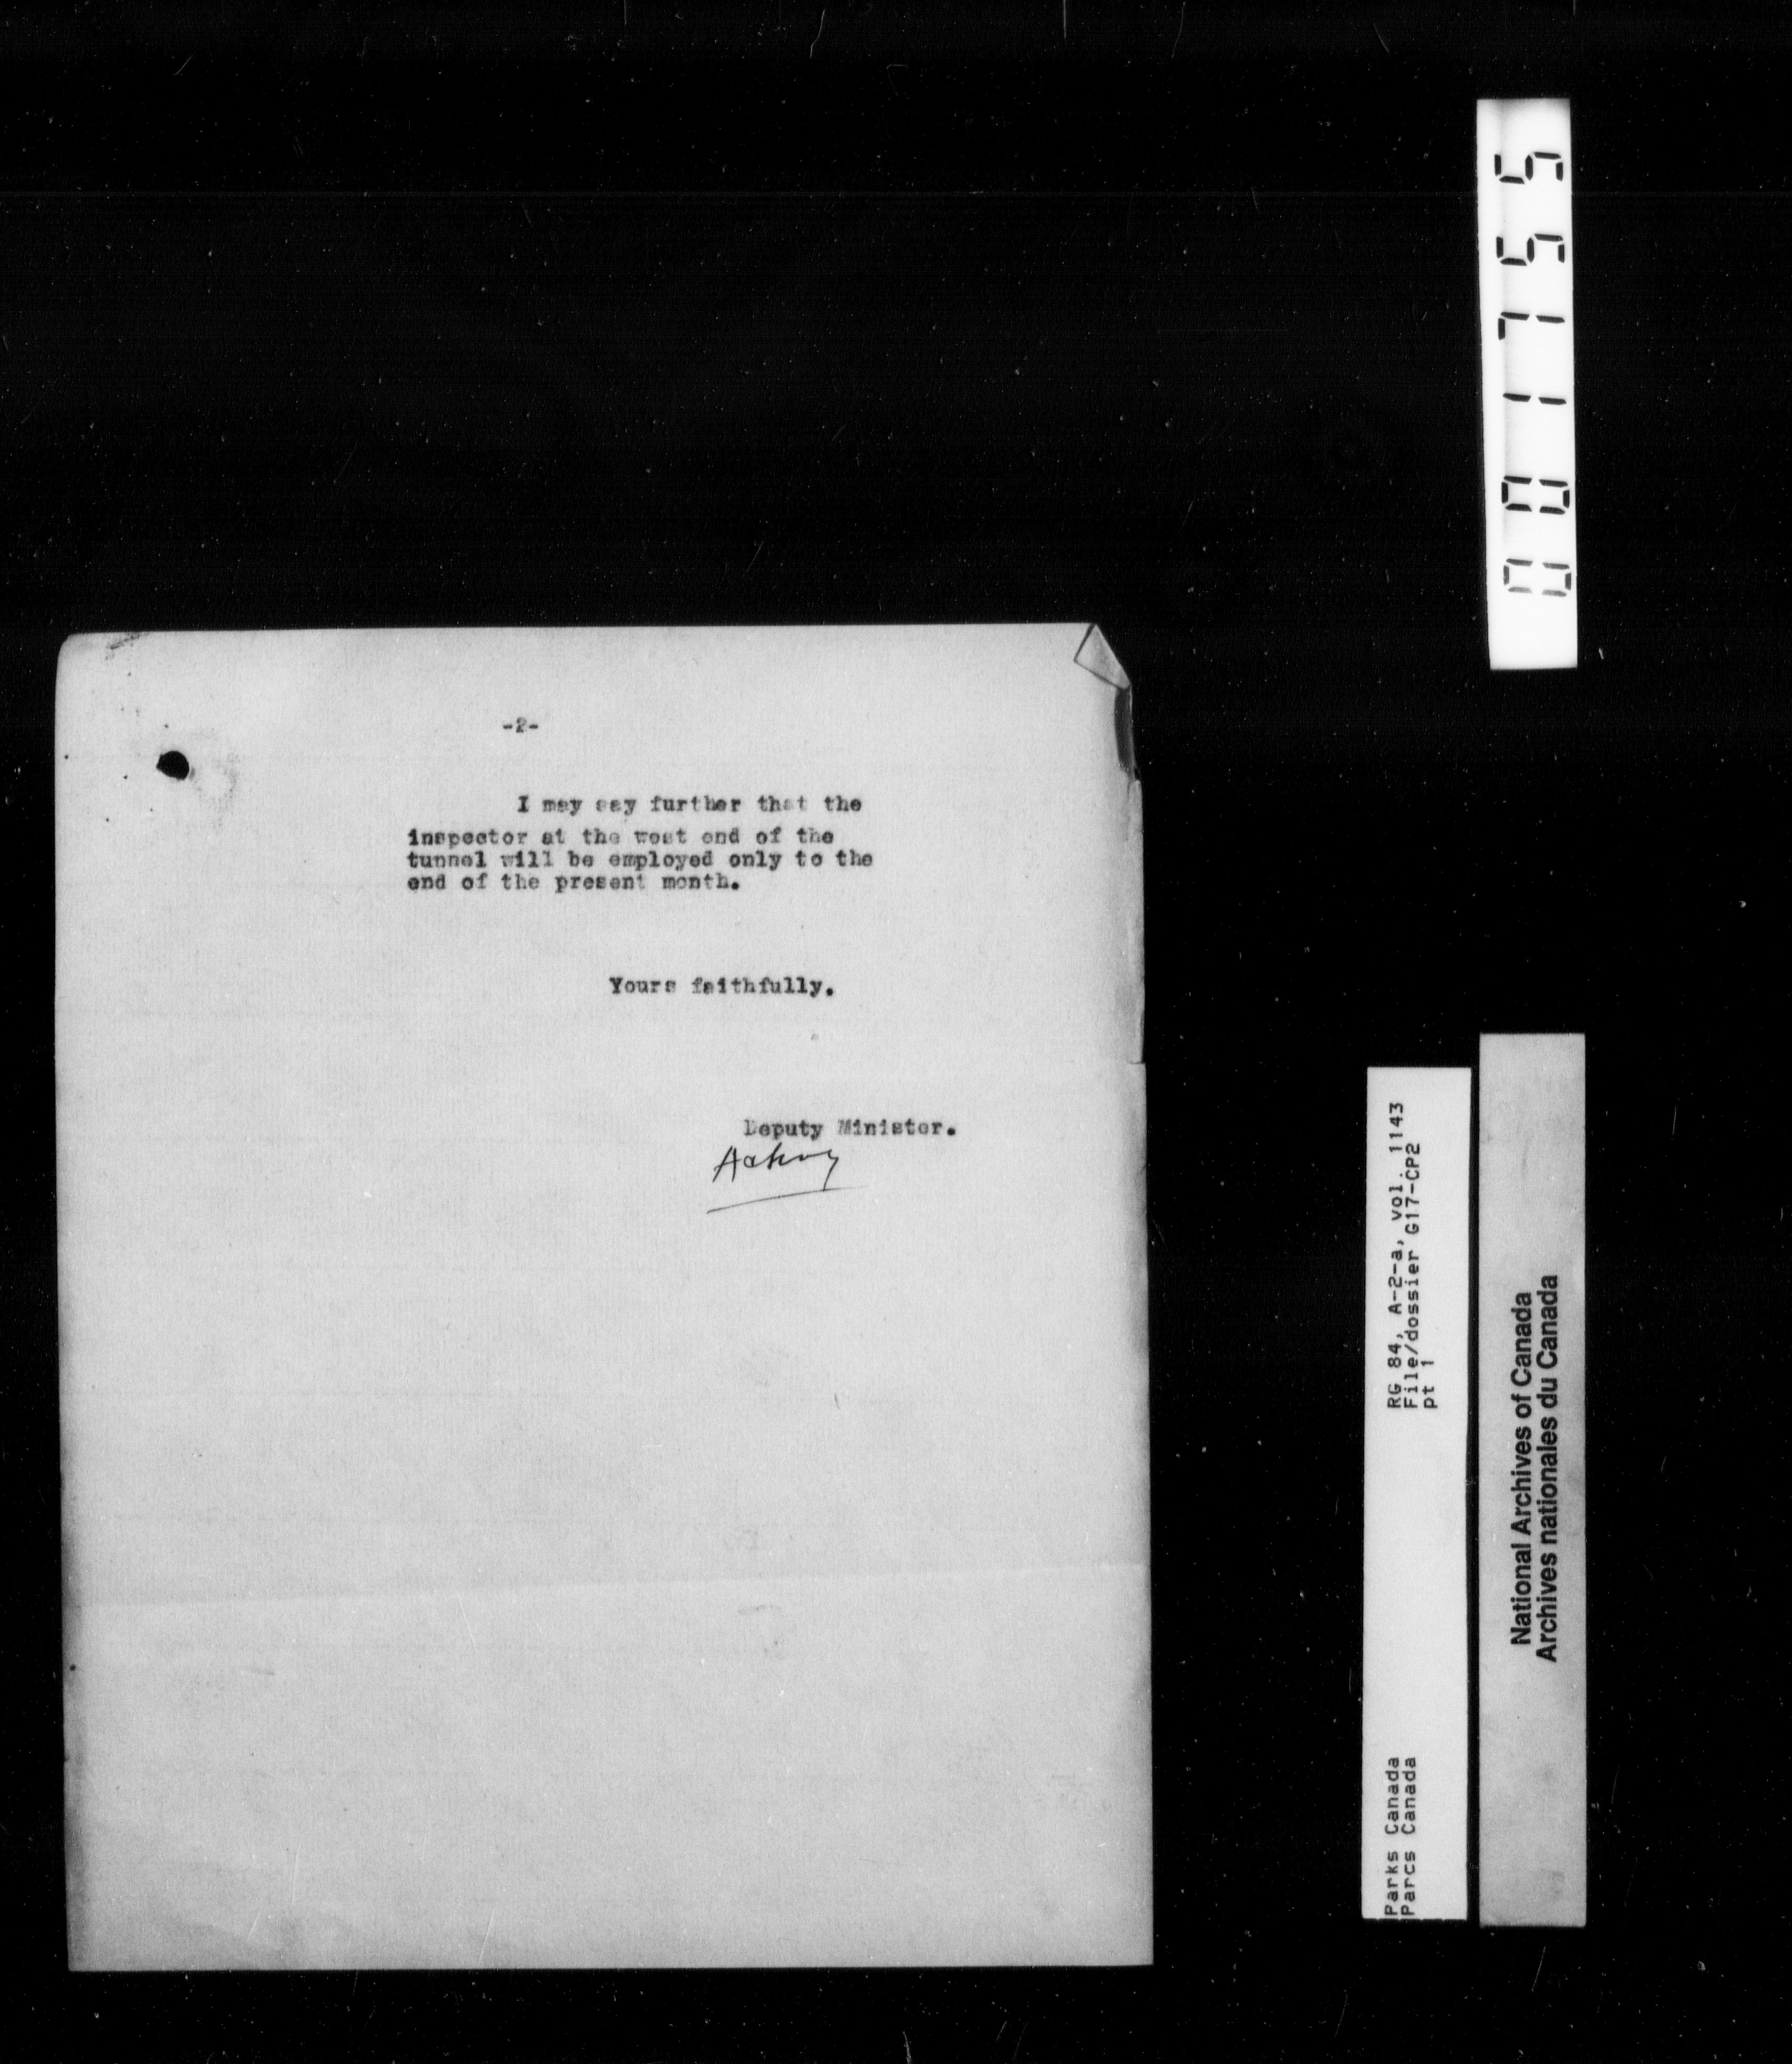 -2-
I may say further that the
inspector at the west end of the
tunnel will be employed only to the
end of the present month.
Yours faithfully.
Deputy Minister.
Acting
001755
RG 84, A-2-a, vol. 1143
File/dossier G17-CP2
pt 1
Parks Canada
Parcs Canada
National Archives of Canada
Archives nationales du Canada